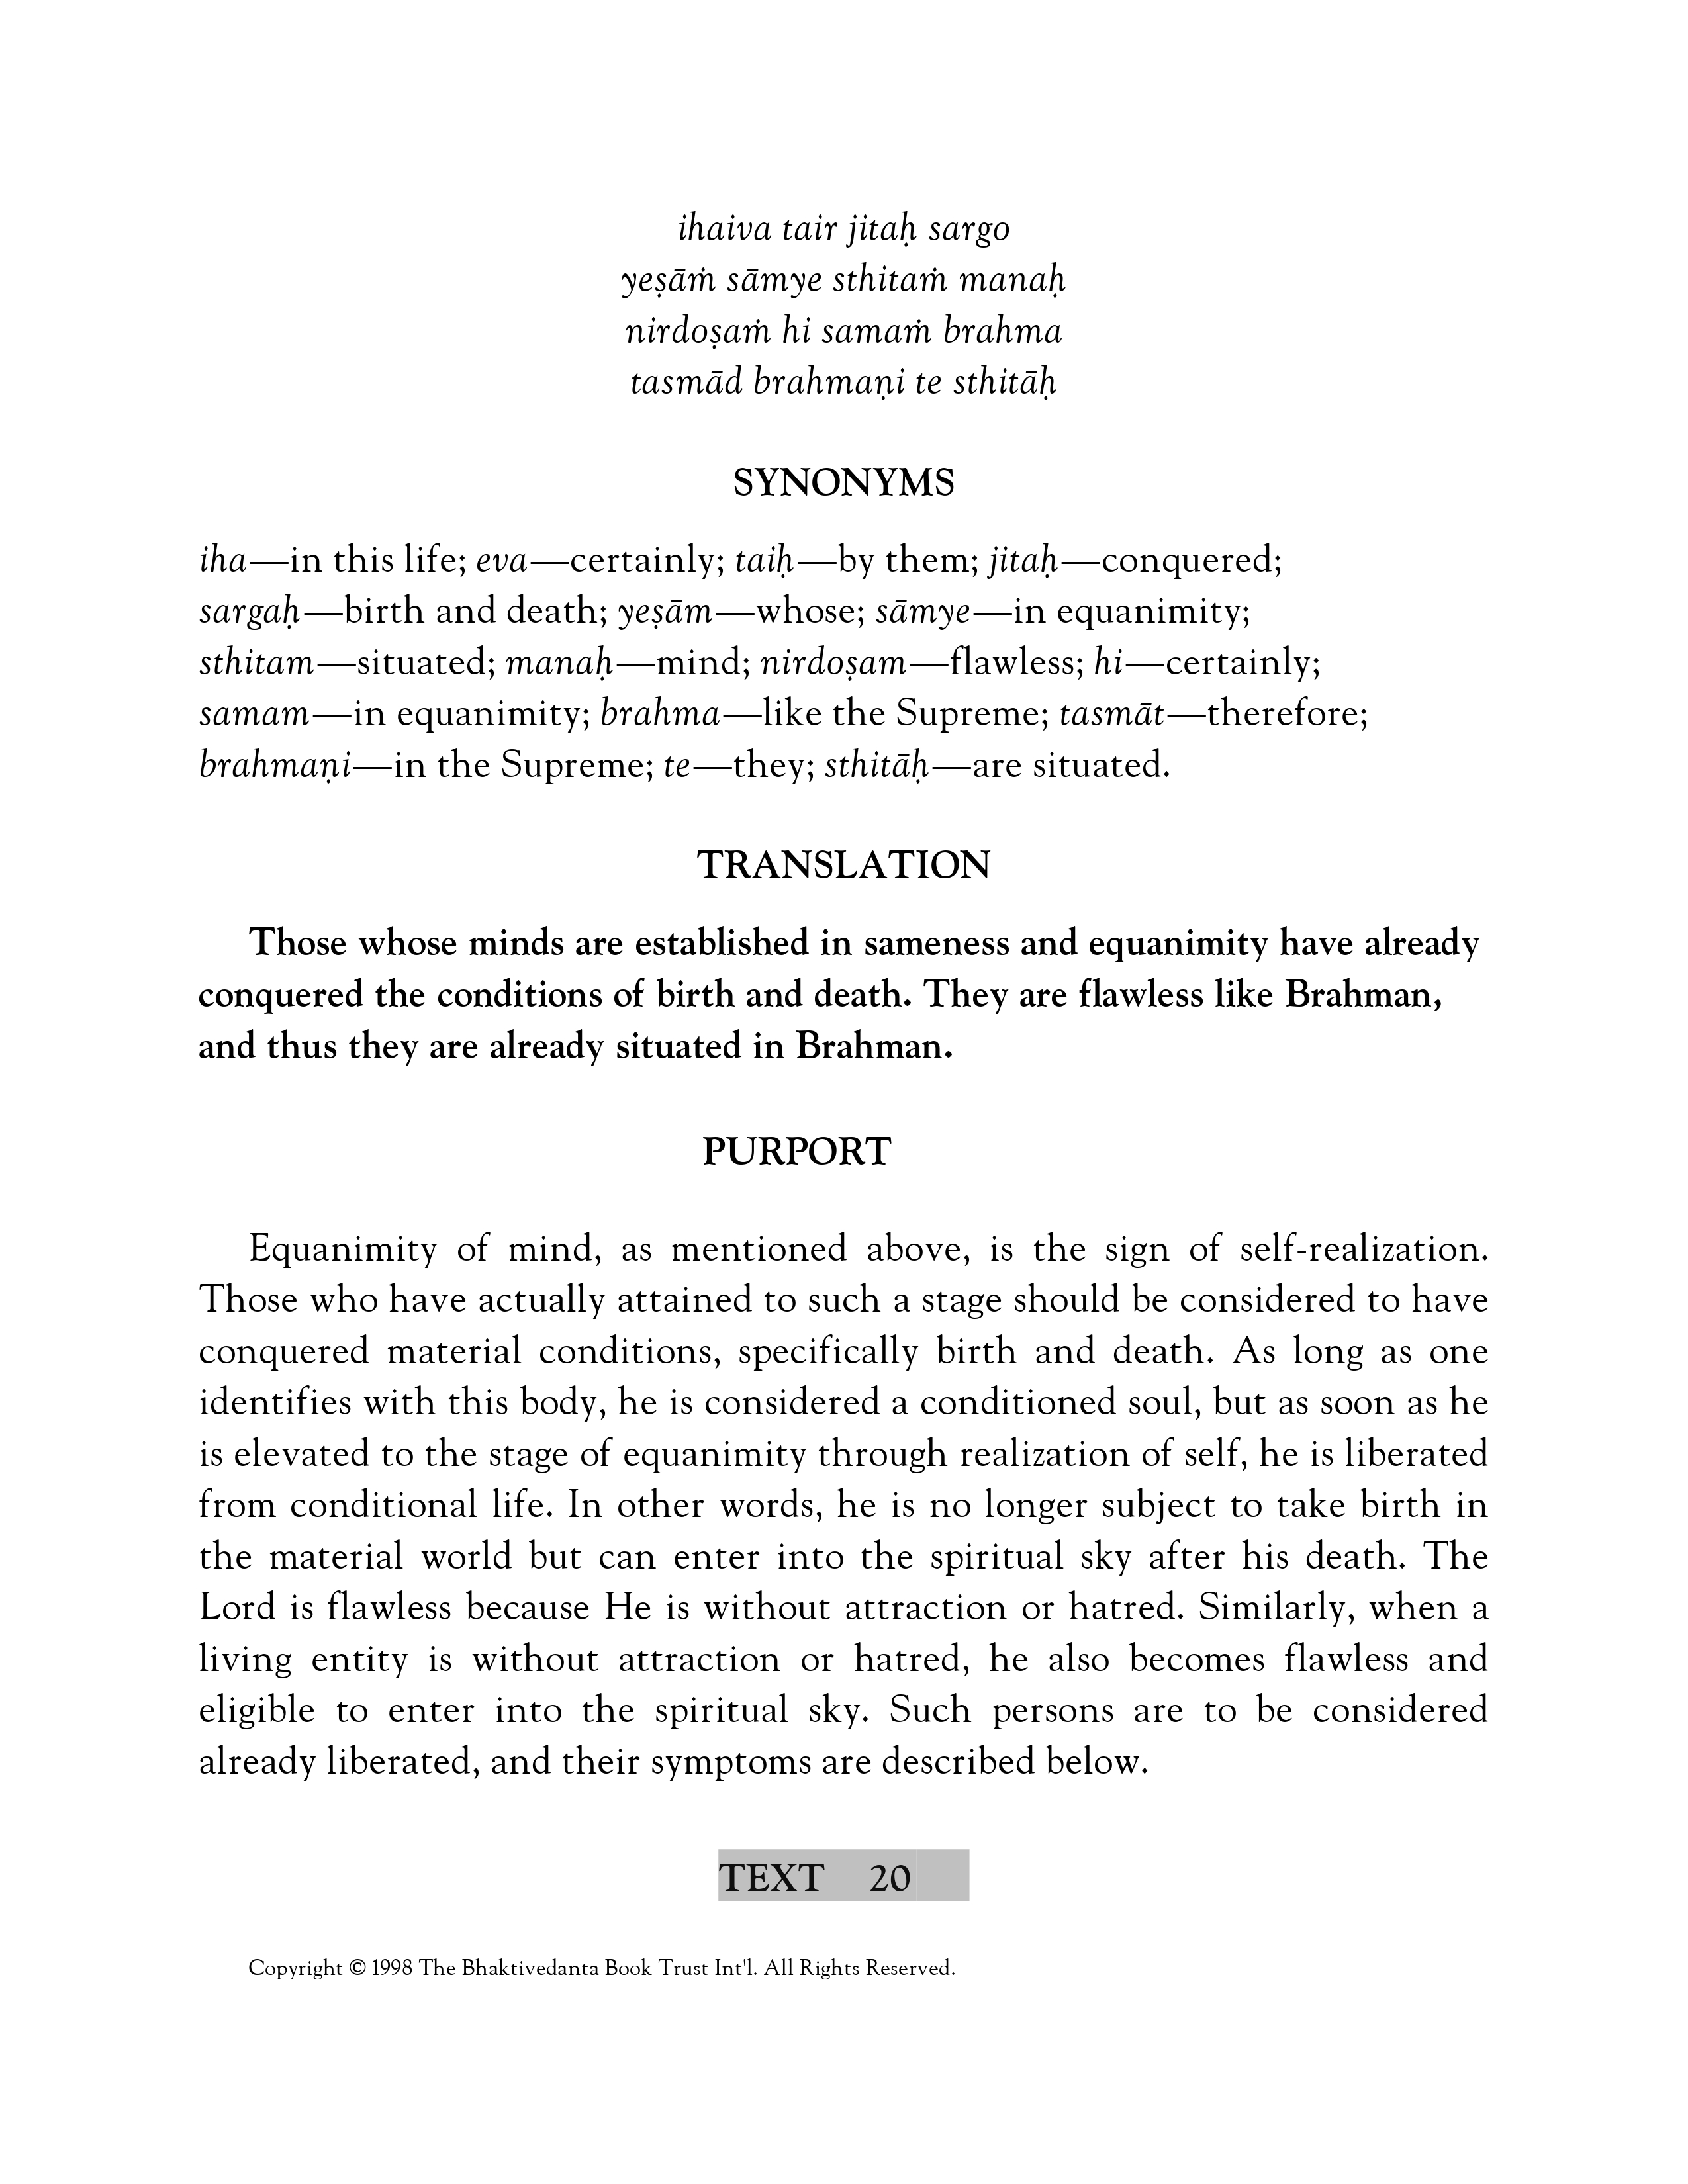 ihaiva tair jitaḥ sargo
yeṣāṁ sāmye sthitaṁ manaḥ
nirdoṣaṁ hi samaṁ brahma
tasmād brahmaṇi te sthitāḥ
SYNONYMS
iha—in this life; eva—certainly; taiḥ—by them; jitaḥ—conquered;
sargaḥ—birth and death; yeṣām—whose; sāmye—in equanimity;
sthitam—situated; manaḥ—mind; nirdoṣam—flawless; hi—certainly;
samam—in equanimity; brahma—like the Supreme; tasmāt—therefore;
brahmaṇi—in the Supreme; te—they; sthitāḥ—are situated.
TRANSLATION
Those whose minds are established in sameness and equanimity have already
conquered the conditions of birth and death. They are flawless like Brahman,
and thus they are already situated in Brahman.
PURPORT
Equanimity of mind, as mentioned above, is the sign of self-realization.
Those who have actually attained to such a stage should be considered to have
conquered material conditions, specifically birth and death. As long as one
identifies with this body, he is considered a conditioned soul, but as soon as he
is elevated to the stage of equanimity through realization of self, he is liberated
from conditional life. In other words, he is no longer subject to take birth in
the material world but can enter into the spiritual sky after his death. The
Lord is flawless because He is without attraction or hatred. Similarly, when a
living entity is without attraction or hatred, he also becomes flawless and
eligible to enter into the spiritual sky. Such persons are to be considered
already liberated, and their symptoms are described below.
TEXT 20
Copyright © 1998 The Bhaktivedanta Book Trust Int'l. All Rights Reserved.